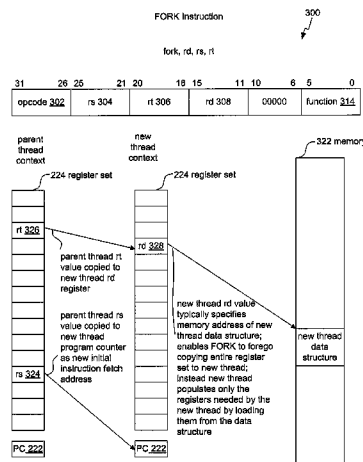 FORK Instruction
300
fork, rd, rs, rt
31 26 25 21 20 16 15 11 10 6 5 0
opcode 302 rs 304 rt 306 rd 308 00000 function 314
parent
thread
context
new
thread
context
322 memory
224 register set
224 register set
rt 326
rd 328
parent thread rt
value copied to
new thread rd
register
parent thread rs
value copied to
new thread
program counter
as new initial
instruction fetch
address
new thread rd value
typically specifies
memory address of new
thread data structure;
enables FORK to forego
copying entire register
set to new thread;
instead new thread
populates only the
registers needed by the
new thread by loading
them from the data
structure
new thread
data
structure
rs 324
PC 222
PC 222